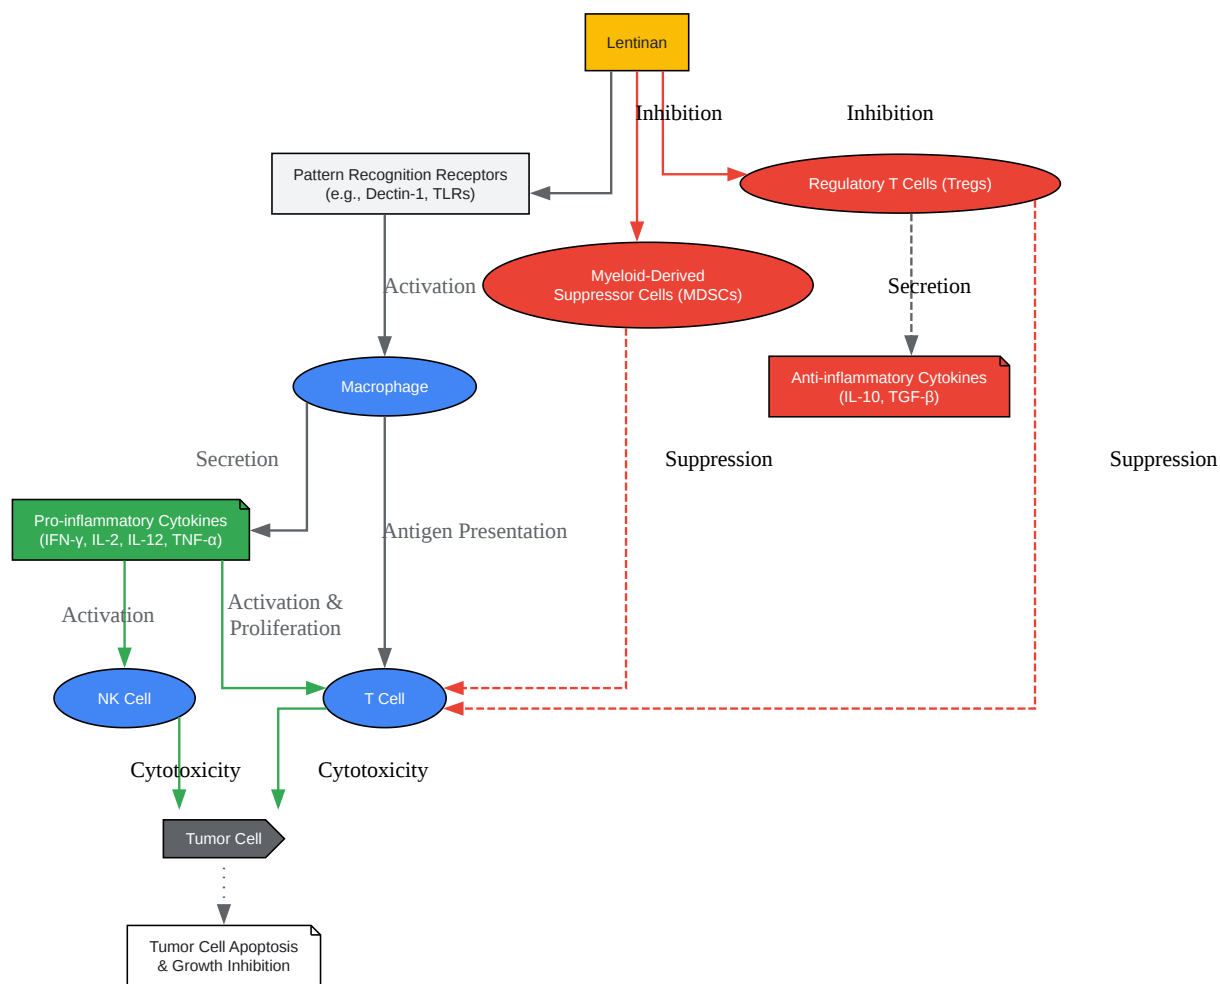 Lentinan
Inhibition
Inhibition
Pattern Recognition Receptors
(e.g., Dectin-1, TLRs)
Regulatory T Cells (Tregs)
Activation
Myeloid-Derived
Suppressor Cells (MDSCs)
Secretion
Macrophage
Anti-inflammatory Cytokines
(IL-10, TGF-β)
Secretion
Suppression
Suppression
Pro-inflammatory Cytokines
(IFN-γ, IL-2, IL-12, TNF-α)
Antigen Presentation
Activation
Activation &
Proliferation
NK Cell
T Cell
Cytotoxicity
Cytotoxicity
Tumor Cell
Tumor Cell Apoptosis
& Growth Inhibition